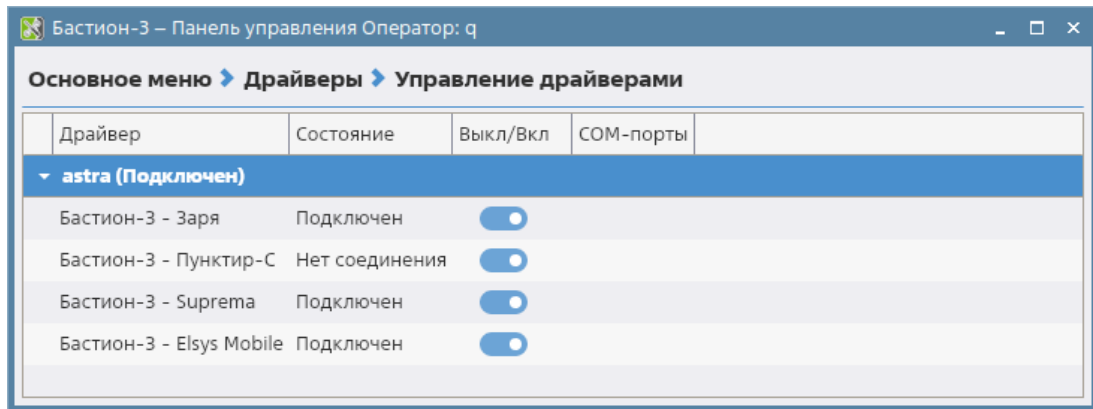 Бастион-3 – Панель управления Оператор: q
Основное меню Драйверы Управление драйверами
Драйвер Состояние Выкл/Вкл COM-порты
astra (Подключен)
Бастион-3 - Заря Подключен
Бастион-3 - Пунктир-С Нет соединения
Бастион-3 - Suprema Подключен
Бастион-3 - Elsys Mobile Подключен